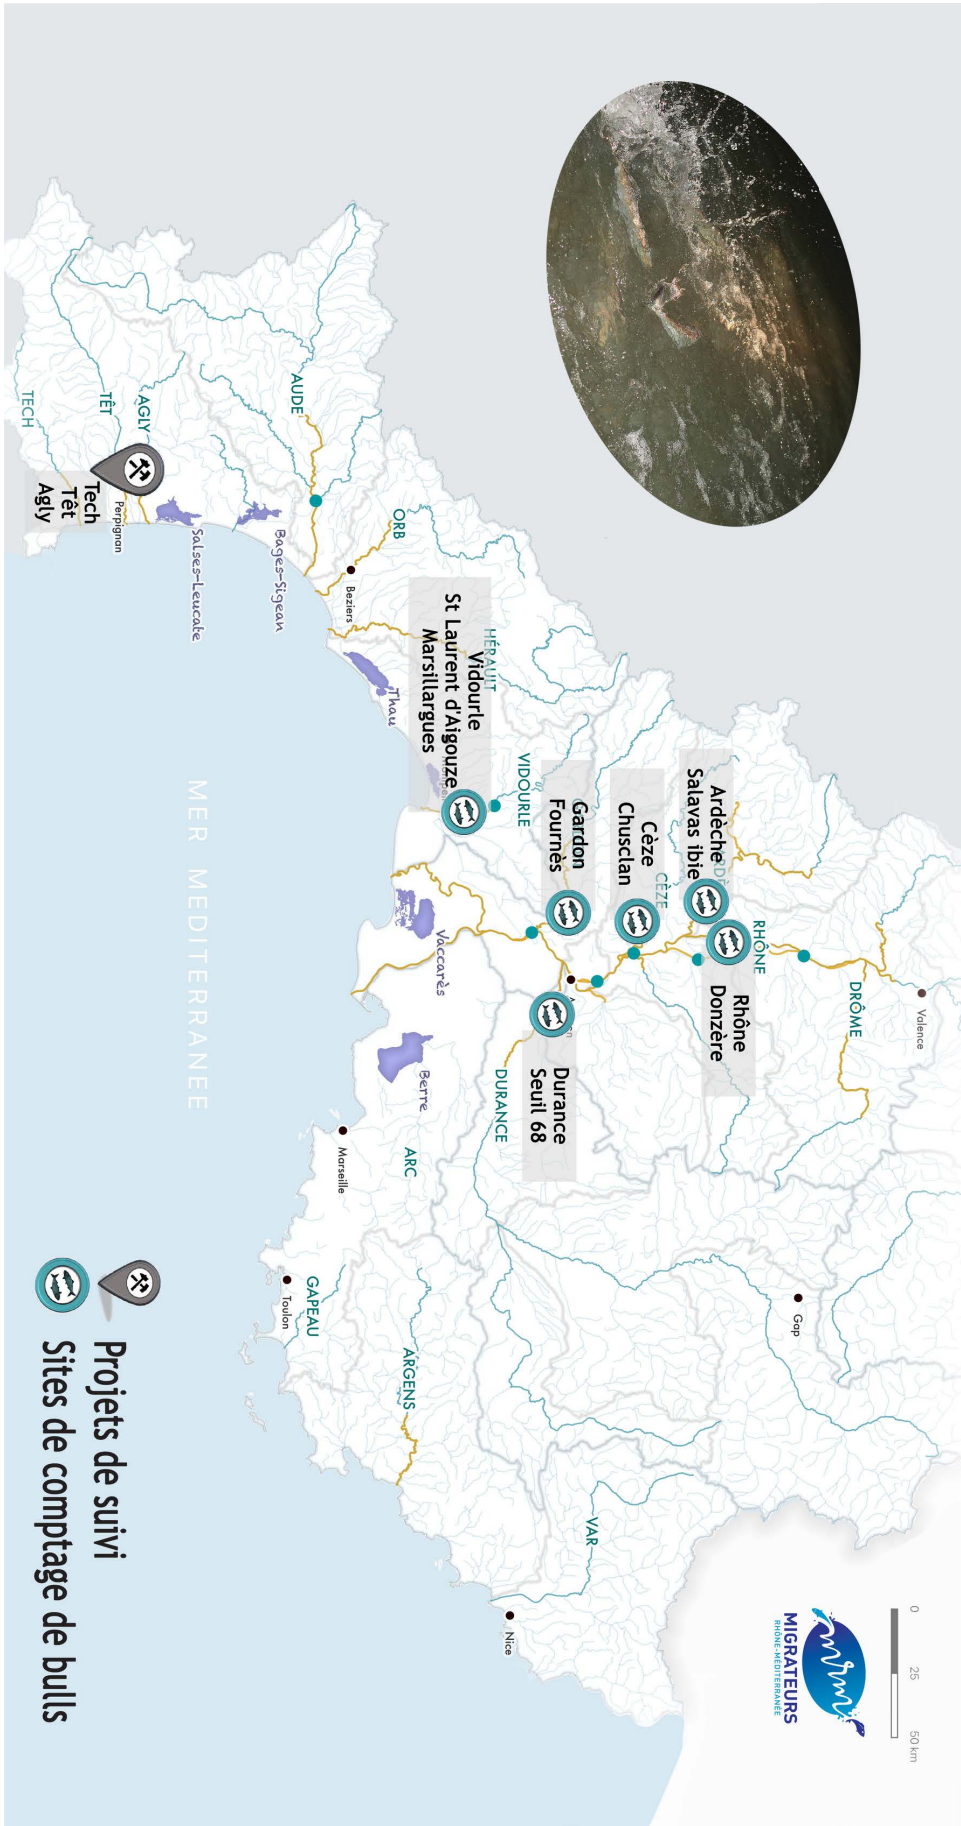 0 25 50 km
MIGRATEURS
RHÔNE-MÉDITERRANÉE
Valence
DRÔME
RHÔNE
Rhône
Donzère
Ardèche
Salavas ibie
CÈZE
Cèze
Chusclan
Gardon
Fournès
Gap
VIDOURLE
Durance
Seuil 68
DURANCE
HÉRAULT
Vidourle
St Laurent d'Aigouze
Marsillargues
VAR
Nice
ORB
Beziers
Thau
Vaccarès
Berre
ARC
ARGENS
Marseille
GAPEAU
Toulon
AUDE
Bages-Sigean
Salses-Leucate
MER MEDITERRANEE
AGLY
TÊT
Perpignan
TECH
Tech
Têt
Agly
Projets de suivi
Sites de comptage de bulls